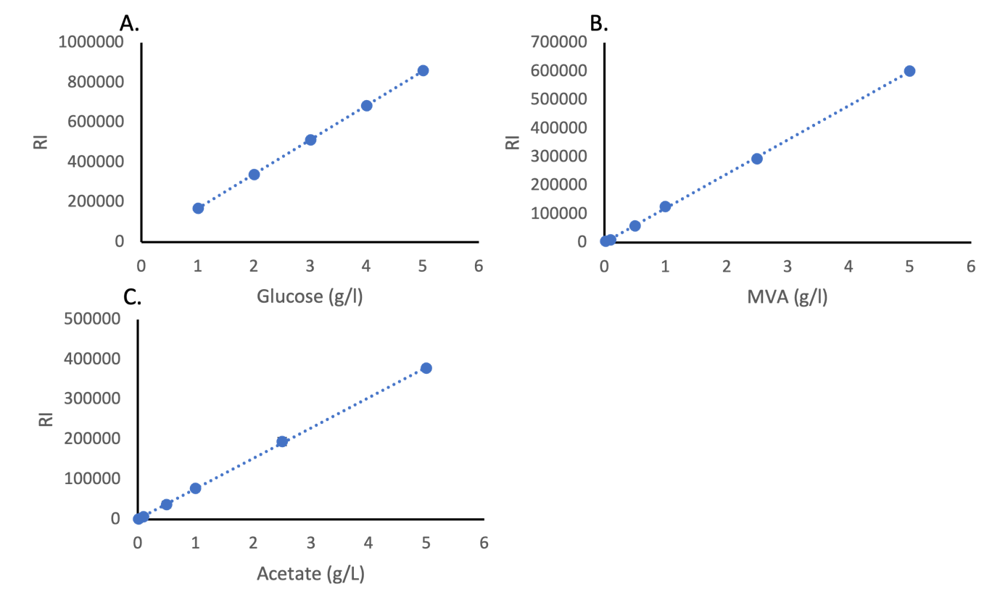 A.
1000000
800000
600000
400000
200000
0
RI
0 1 2 3 4 5 6
Glucose (g/l)
B.
700000
600000
500000
400000
300000
200000
100000
0
RI
0 1 2 3 4 5 6
MVA (g/l)
C.
500000
400000
300000
200000
100000
0
RI
0 1 2 3 4 5 6
Acetate (g/L)